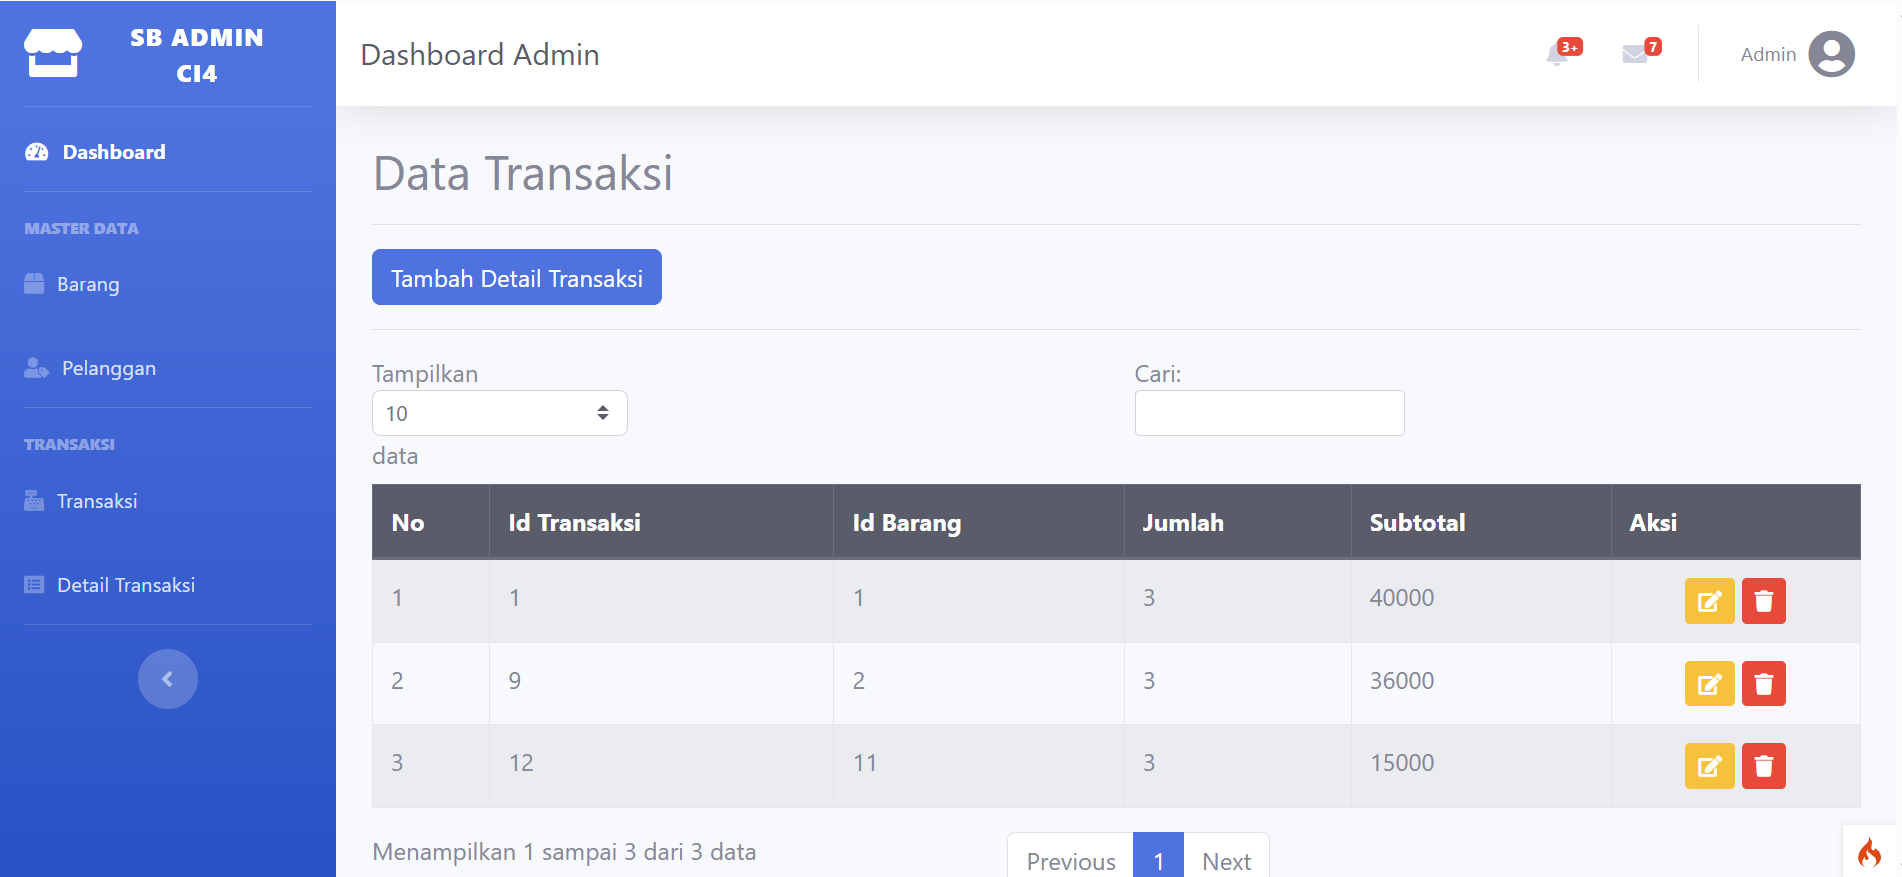 SB ADMIN
CI4
Dashboard Admin
3+
7
Admin
Dashboard
MASTER DATA
Barang
Pelanggan
TRANSAKSI
Transaksi
Detail Transaksi
Data Transaksi
Tambah Detail Transaksi
Tampilkan
10
data
Cari:
No Id Transaksi Id Barang Jumlah Subtotal Aksi
1 1 1 3 40000
2 9 2 3 36000
3 12 11 3 15000
Menampilkan 1 sampai 3 dari 3 data
Previous 1 Next